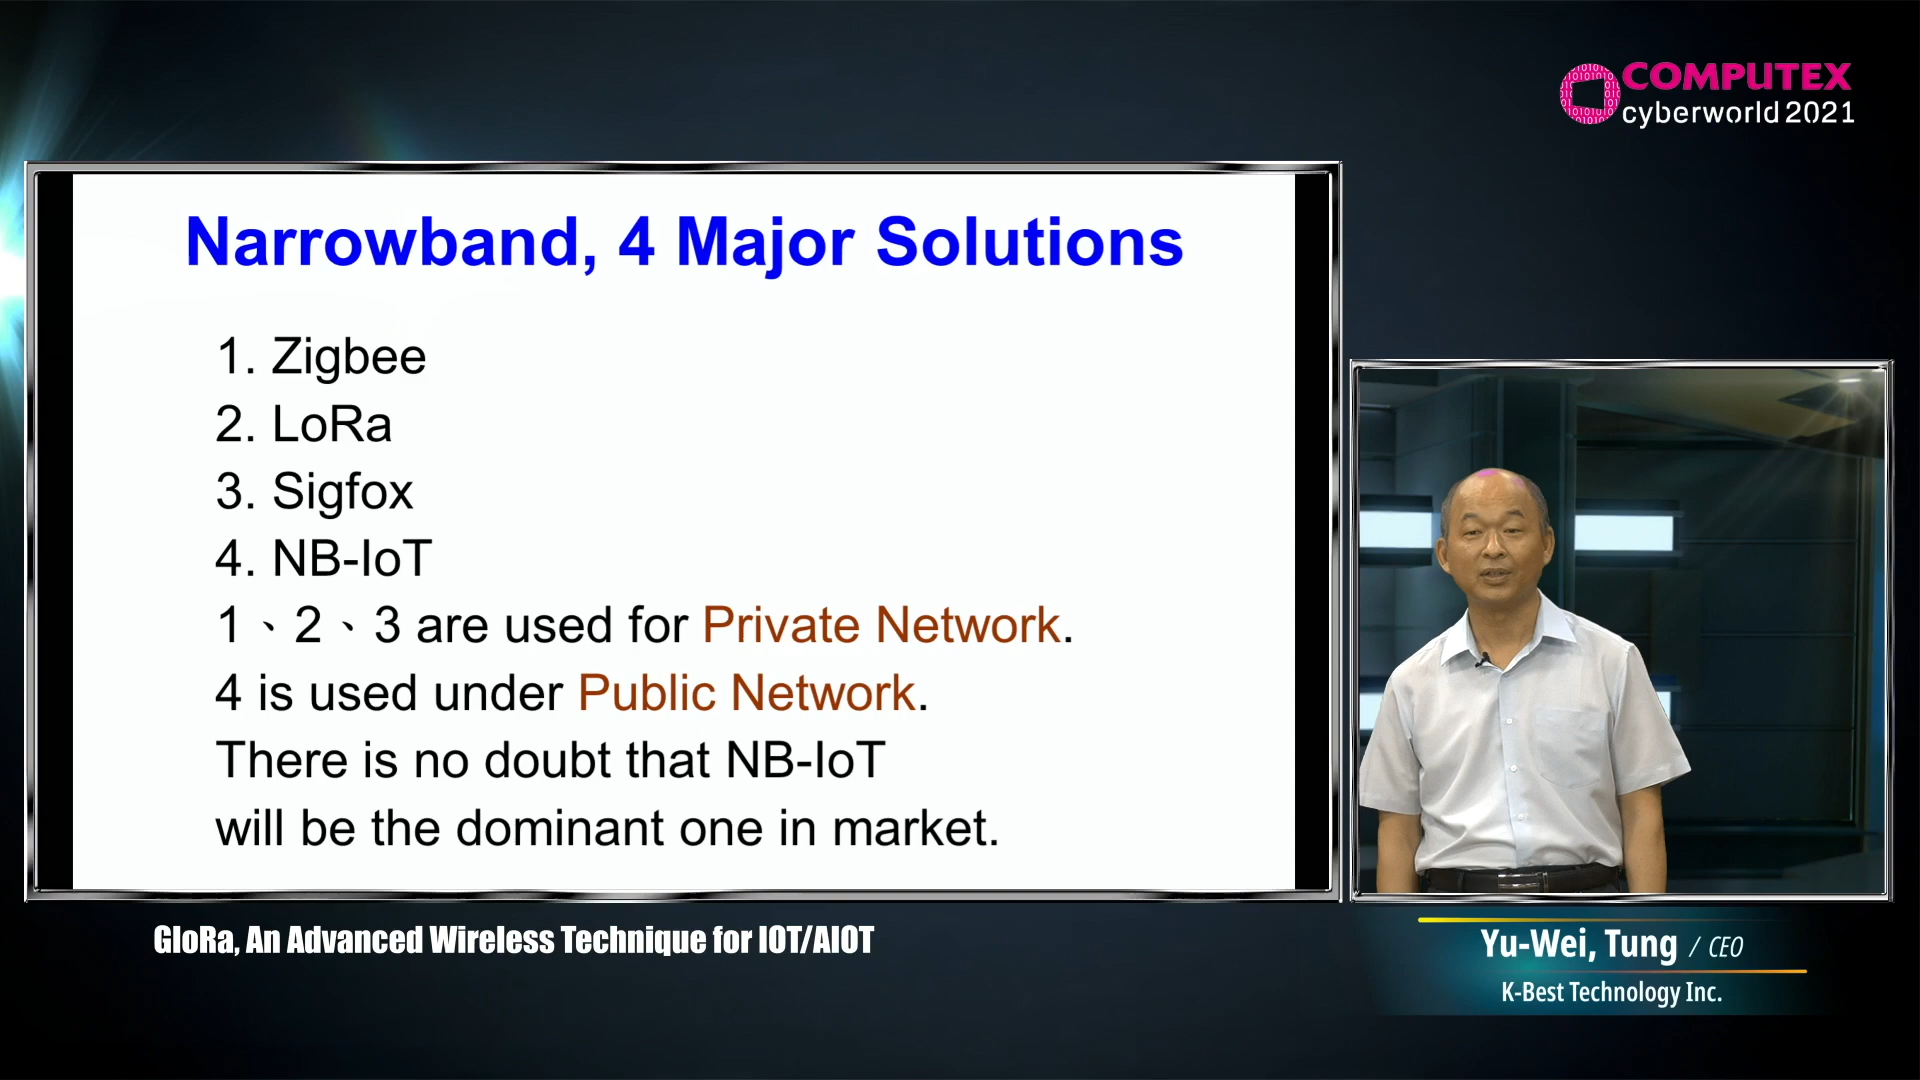 COMPUTEX
cyberworld 2021
Narrowband, 4 Major Solutions
1. Zigbee
2. LoRa
3. Sigfox
4. NB-IoT
1、2、3 are used for Private Network.
4 is used under Public Network.
There is no doubt that NB-IoT
will be the dominant one in market.
GloRa, An Advanced Wireless Technique for IOT/AIOT
Yu-Wei, Tung / CEO
K-Best Technology Inc.